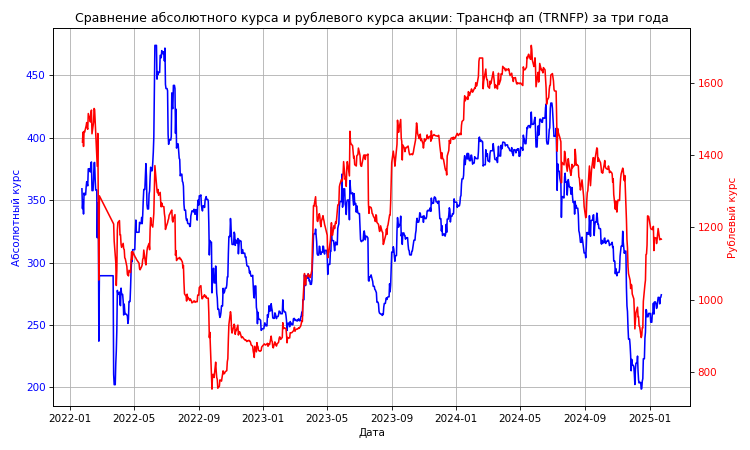 Сравнение абсолютного курса и рублевого курса акции: Транснф ап (TRNFP) за три года
Абсолютный курс
450
400
350
300
250
200
1600
1400
1200
1000
800
Рублевый курс
2022-01 2022-05 2022-09 2023-01 2023-05 2023-09 2024-01 2024-05 2024-09 2025-01
Дата